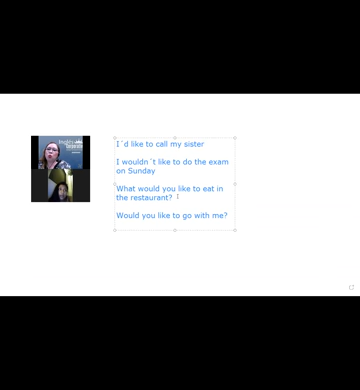 I´d like to call my sister
I wouldn´t like to do the exam
on Sunday
What would you like to eat in
the restaurant?
Would you like to go with me?